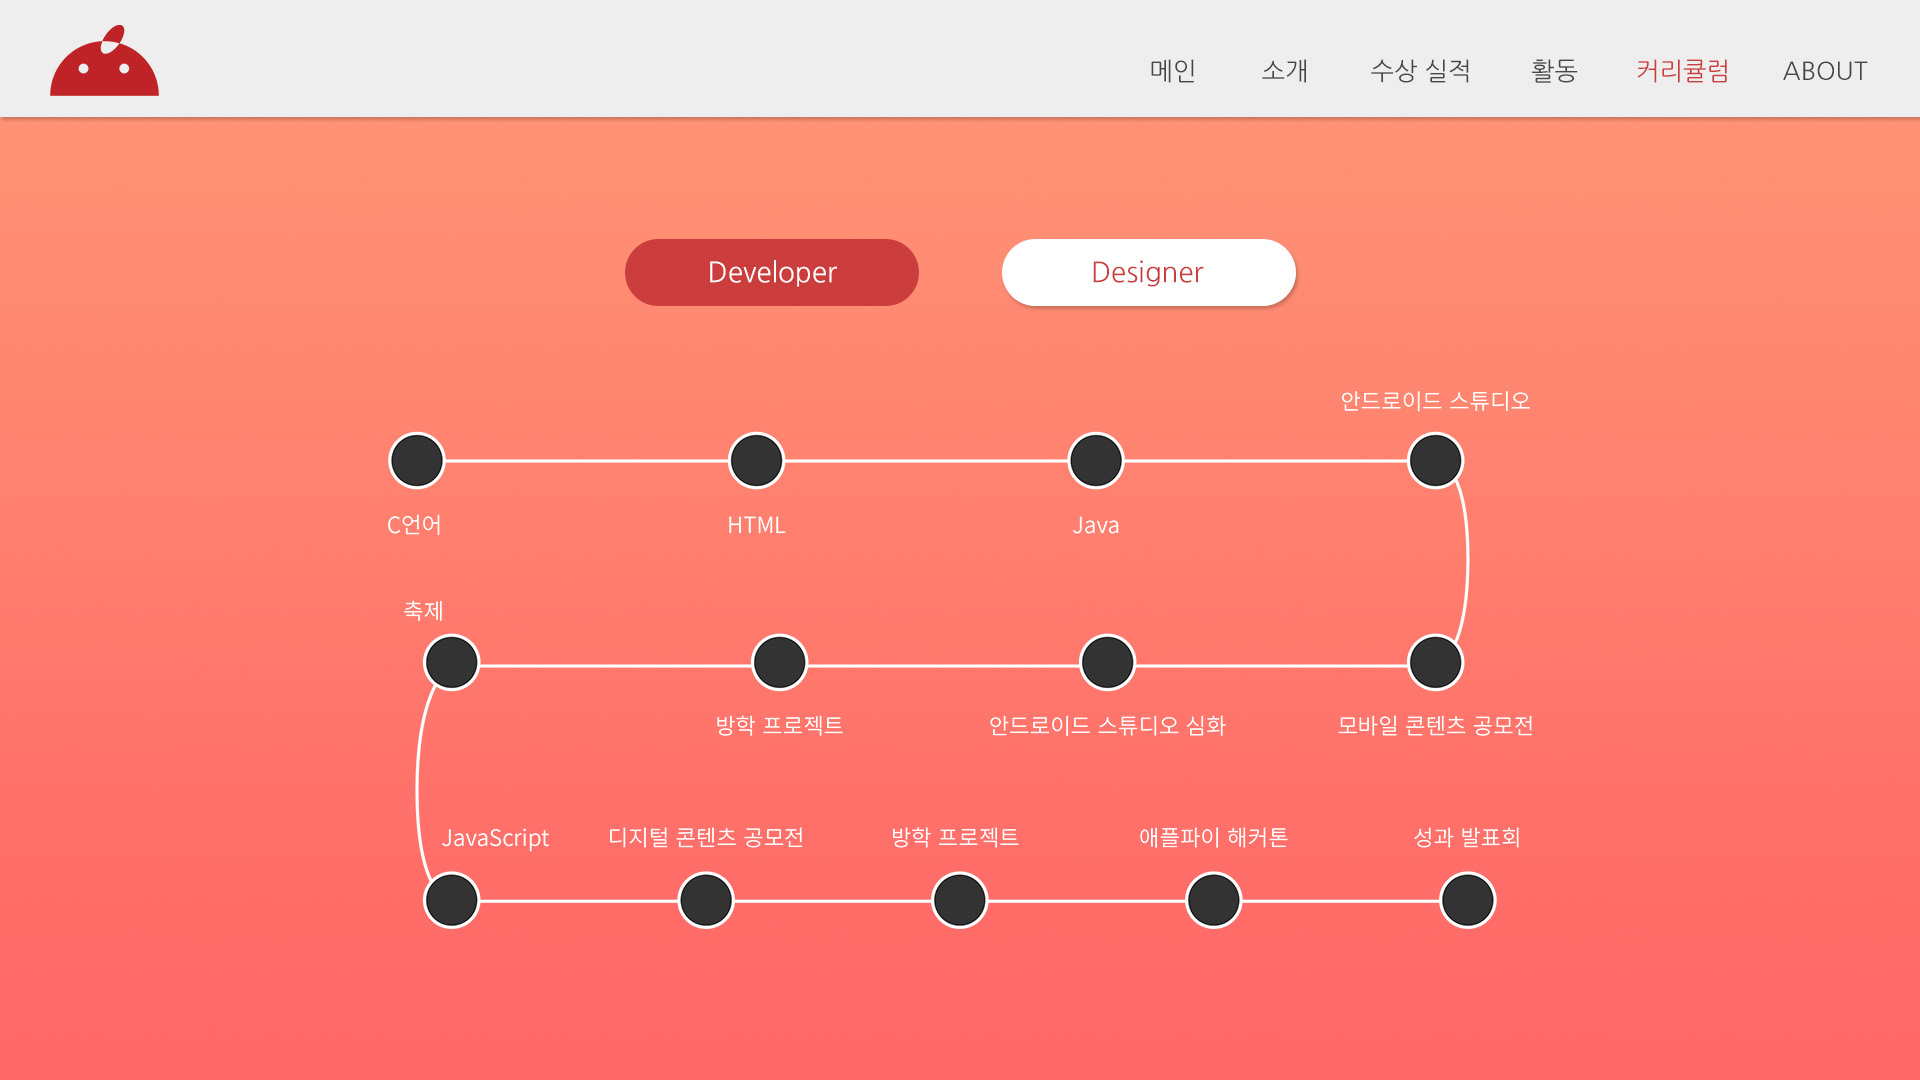 메인
소개
수상 실적
활동
커리큘럼
ABOUT
Developer
Designer
안드로이드 스튜디오
C언어
HTML
Java
축제
방학 프로젝트
안드로이드 스튜디오 심화
모바일 콘텐츠 공모전
JavaScript
디지털 콘텐츠 공모전
방학 프로젝트
애플파이 해커톤
성과 발표회